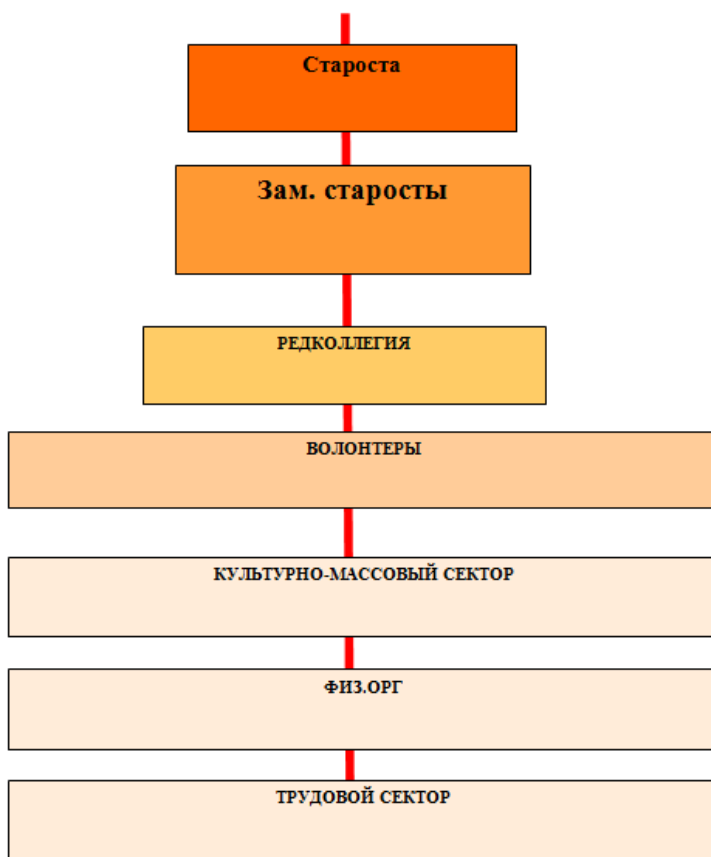 Староста
Зам. старосты
РЕДКОЛЛЕГИЯ
ВОЛОНТЕРЫ
КУЛЬТУРНО-МАССОВЫЙ СЕКТОР
ФИЗ.ОРГ
ТРУДОВОЙ СЕКТОР